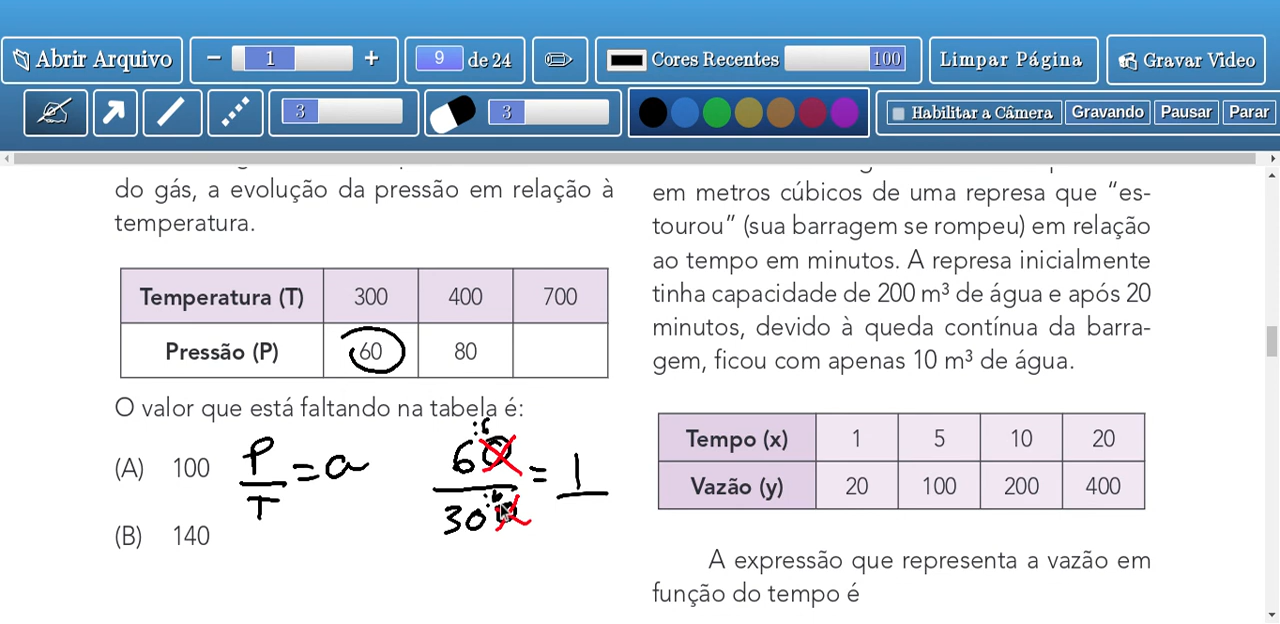 Abrir Arquivo − 1 + 9 de 24 Cores Recentes 100 Limpar Página Gravar Video
3 3 Habilitar a Câmera Gravando Pausar Parar
do gás, a evolução da pressão em relação à
temperatura.
Temperatura (T) 300 400 700
Pressão (P) 60 80
O valor que está faltando na tabela é:
(A) 100
(B) 140
P/T = a
:6
60
300
:6
= 1
em metros cúbicos de uma represa que “es-
tourou” (sua barragem se rompeu) em relação
ao tempo em minutos. A represa inicialmente
tinha capacidade de 200 m³ de água e após 20
minutos, devido à queda contínua da barra-
gem, ficou com apenas 10 m³ de água.
Tempo (x) 1 5 10 20
Vazão (y) 20 100 200 400
A expressão que representa a vazão em
função do tempo é